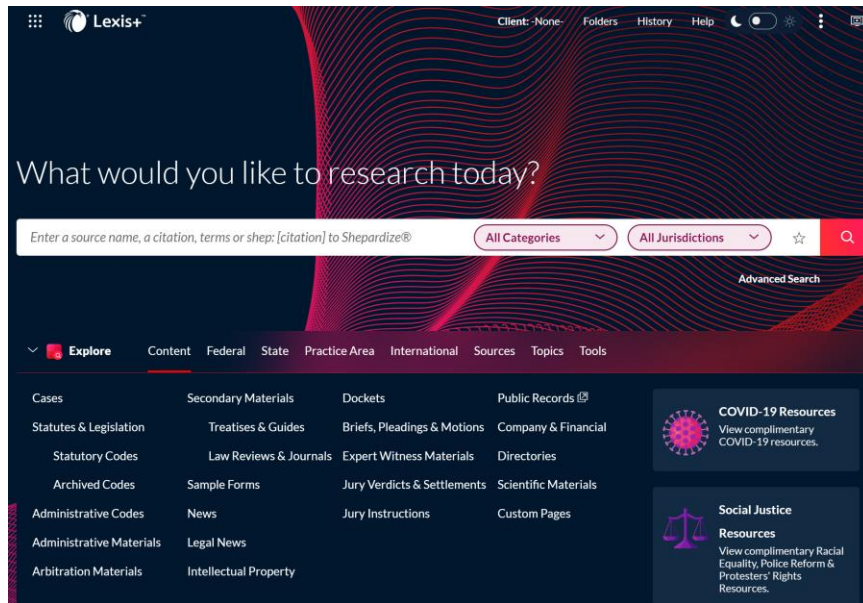 Lexis+™
Client: -None- Folders History Help
What would you like to research today?
Enter a source name, a citation, terms or shep: [citation] to Shepardize® All Categories All Jurisdictions
Advanced Search
Explore Content Federal State Practice Area International Sources Topics Tools
Cases
Statutes & Legislation
Statutory Codes
Archived Codes
Administrative Codes
Administrative Materials
Arbitration Materials
Secondary Materials
Treatises & Guides
Law Reviews & Journals
Sample Forms
News
Legal News
Intellectual Property
Dockets
Briefs, Pleadings & Motions
Expert Witness Materials
Jury Verdicts & Settlements
Jury Instructions
Public Records
Company & Financial
Directories
Scientific Materials
Custom Pages
COVID-19 Resources
View complimentary
COVID-19 resources.
Social Justice
Resources
View complimentary Racial
Equality, Police Reform &
Protesters' Rights
Resources.